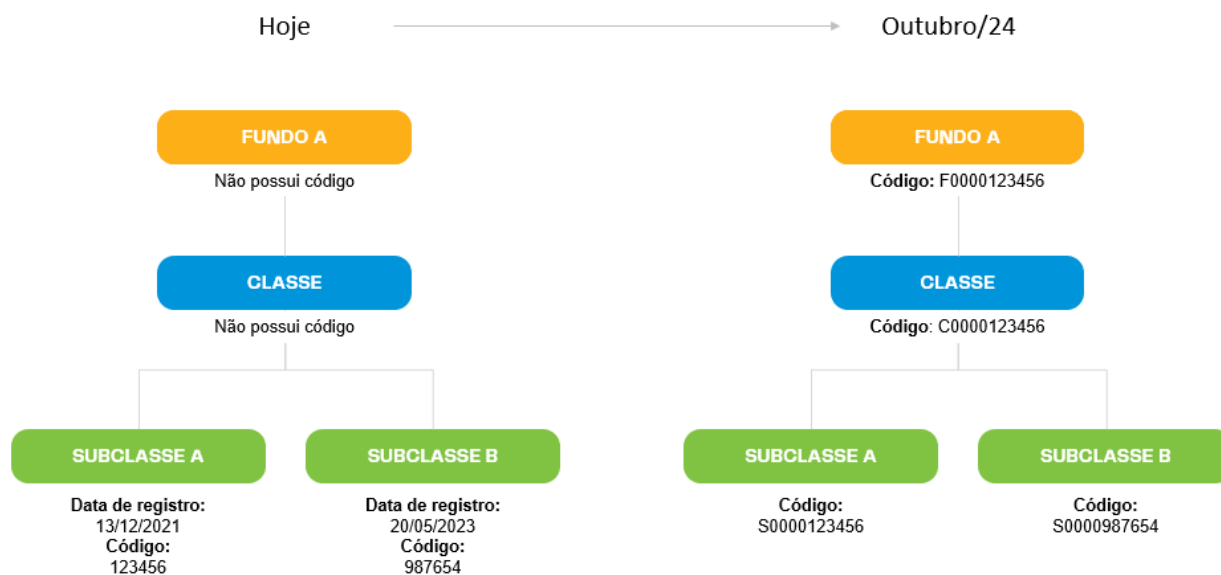 Hoje
Outubro/24
FUNDO A
Não possui código
CLASSE
Não possui código
SUBCLASSE A
Data de registro:
13/12/2021
Código:
123456
SUBCLASSE B
Data de registro:
20/05/2023
Código:
987654
FUNDO A
Código: F0000123456
CLASSE
Código: C0000123456
SUBCLASSE A
Código:
S0000123456
SUBCLASSE B
Código:
S0000987654